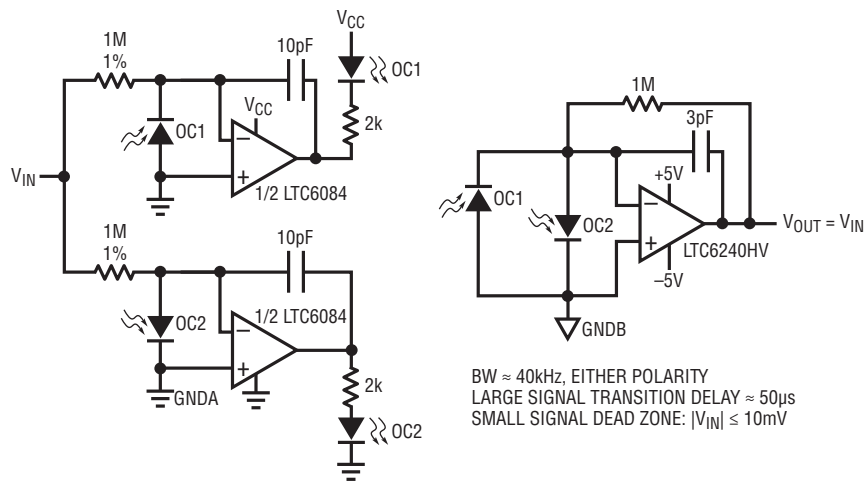 1M
1%
10pF
V_CC
OC1
V_CC
OC1
2k
–
+
1/2 LTC6084
V_IN
1M
1%
10pF
OC2
1/2 LTC6084
–
+
GNDA
2k
OC2
1M
3pF
OC1
OC2
+5V
–
+
LTC6240HV
–5V
V_OUT = V_IN
GNDB
BW ≈ 40kHz, EITHER POLARITY
LARGE SIGNAL TRANSITION DELAY ≈ 50µs
SMALL SIGNAL DEAD ZONE: |V_IN| ≤ 10mV